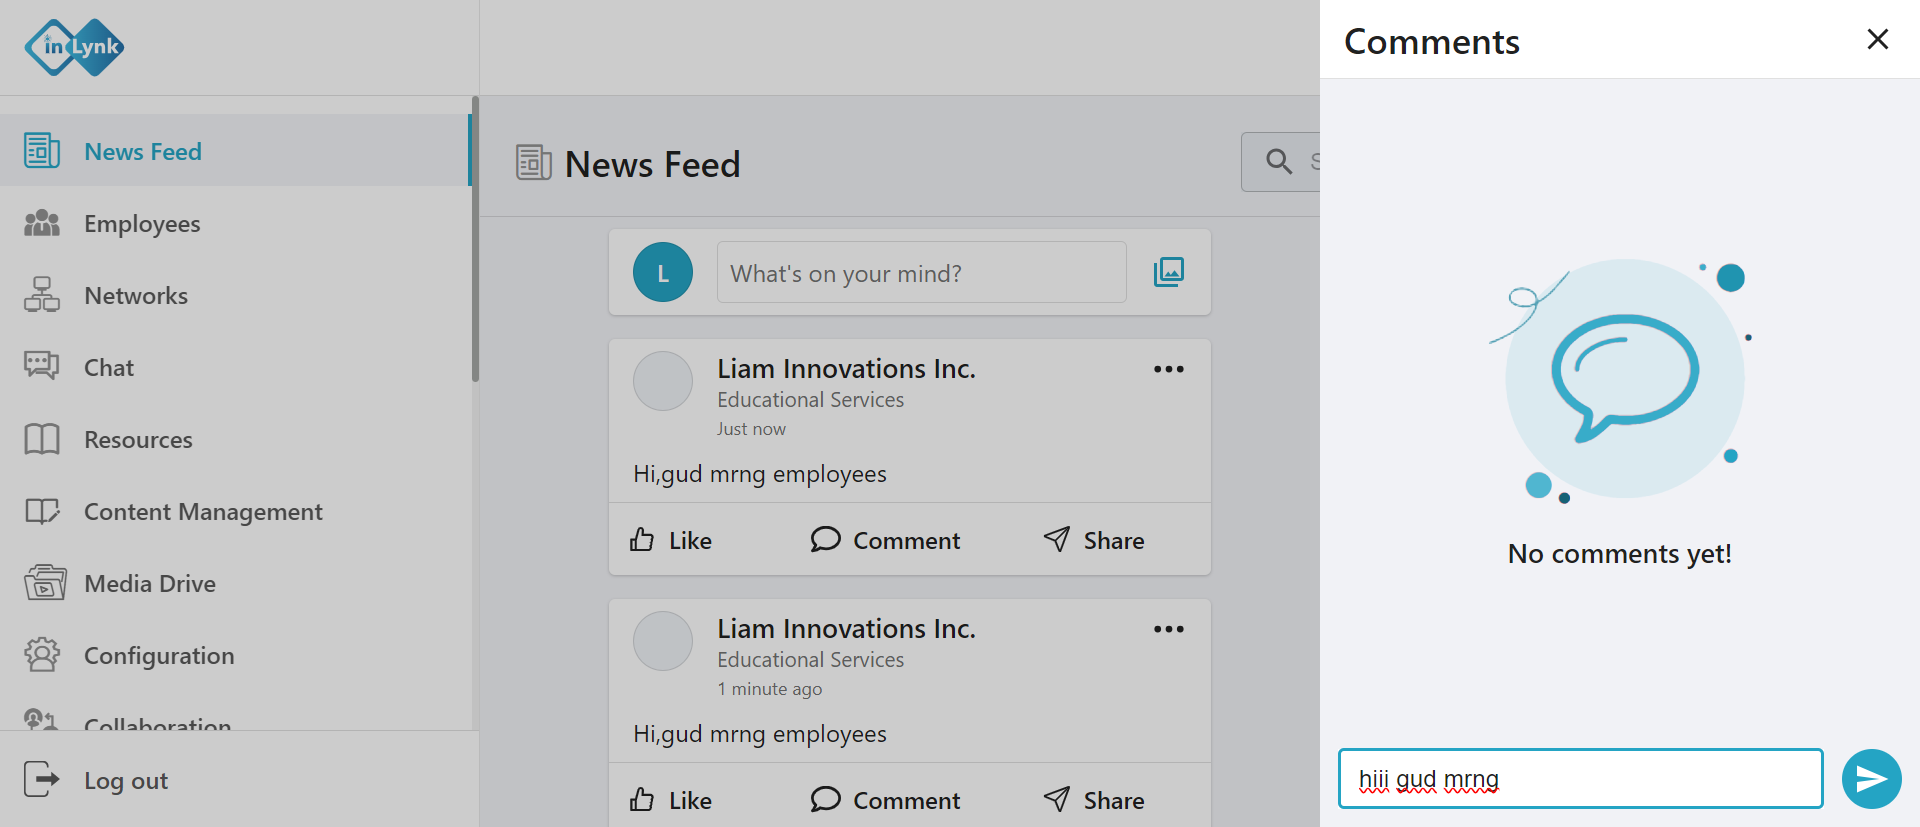 in Lynk
News Feed
Employees
Networks
Chat
Resources
Content Management
Media Drive
Configuration
Collaboration
Log out
News Feed
S
L
What's on your mind?
Liam Innovations Inc.
Educational Services
Just now
Hi,gud mrng employees
Like Comment Share
Liam Innovations Inc.
Educational Services
1 minute ago
Hi,gud mrng employees
Like Comment Share
Comments
No comments yet!
hiii gud mrng